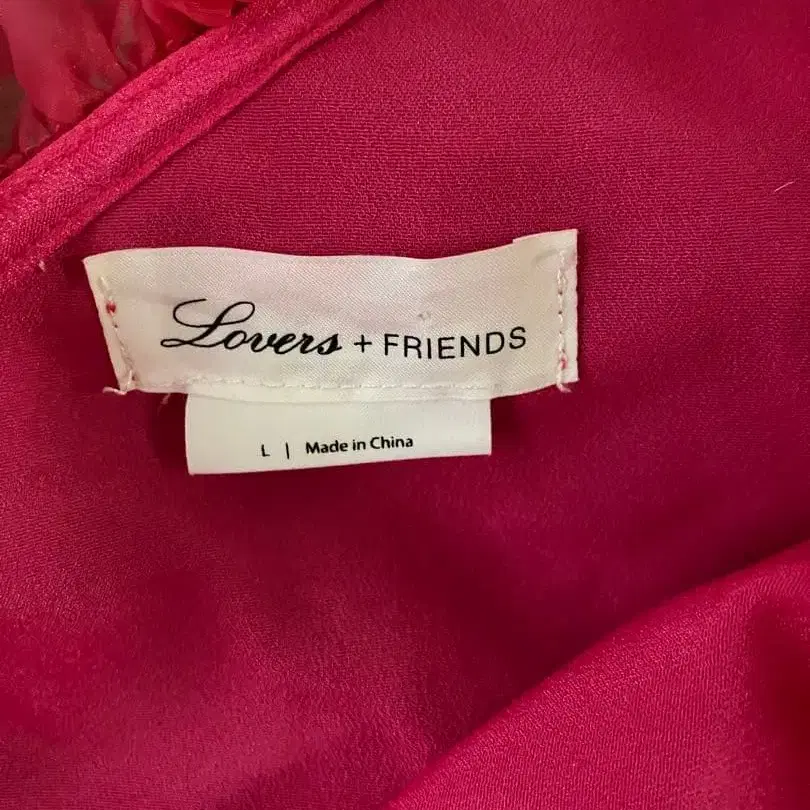 Lovers + FRIENDS
L | Made in China